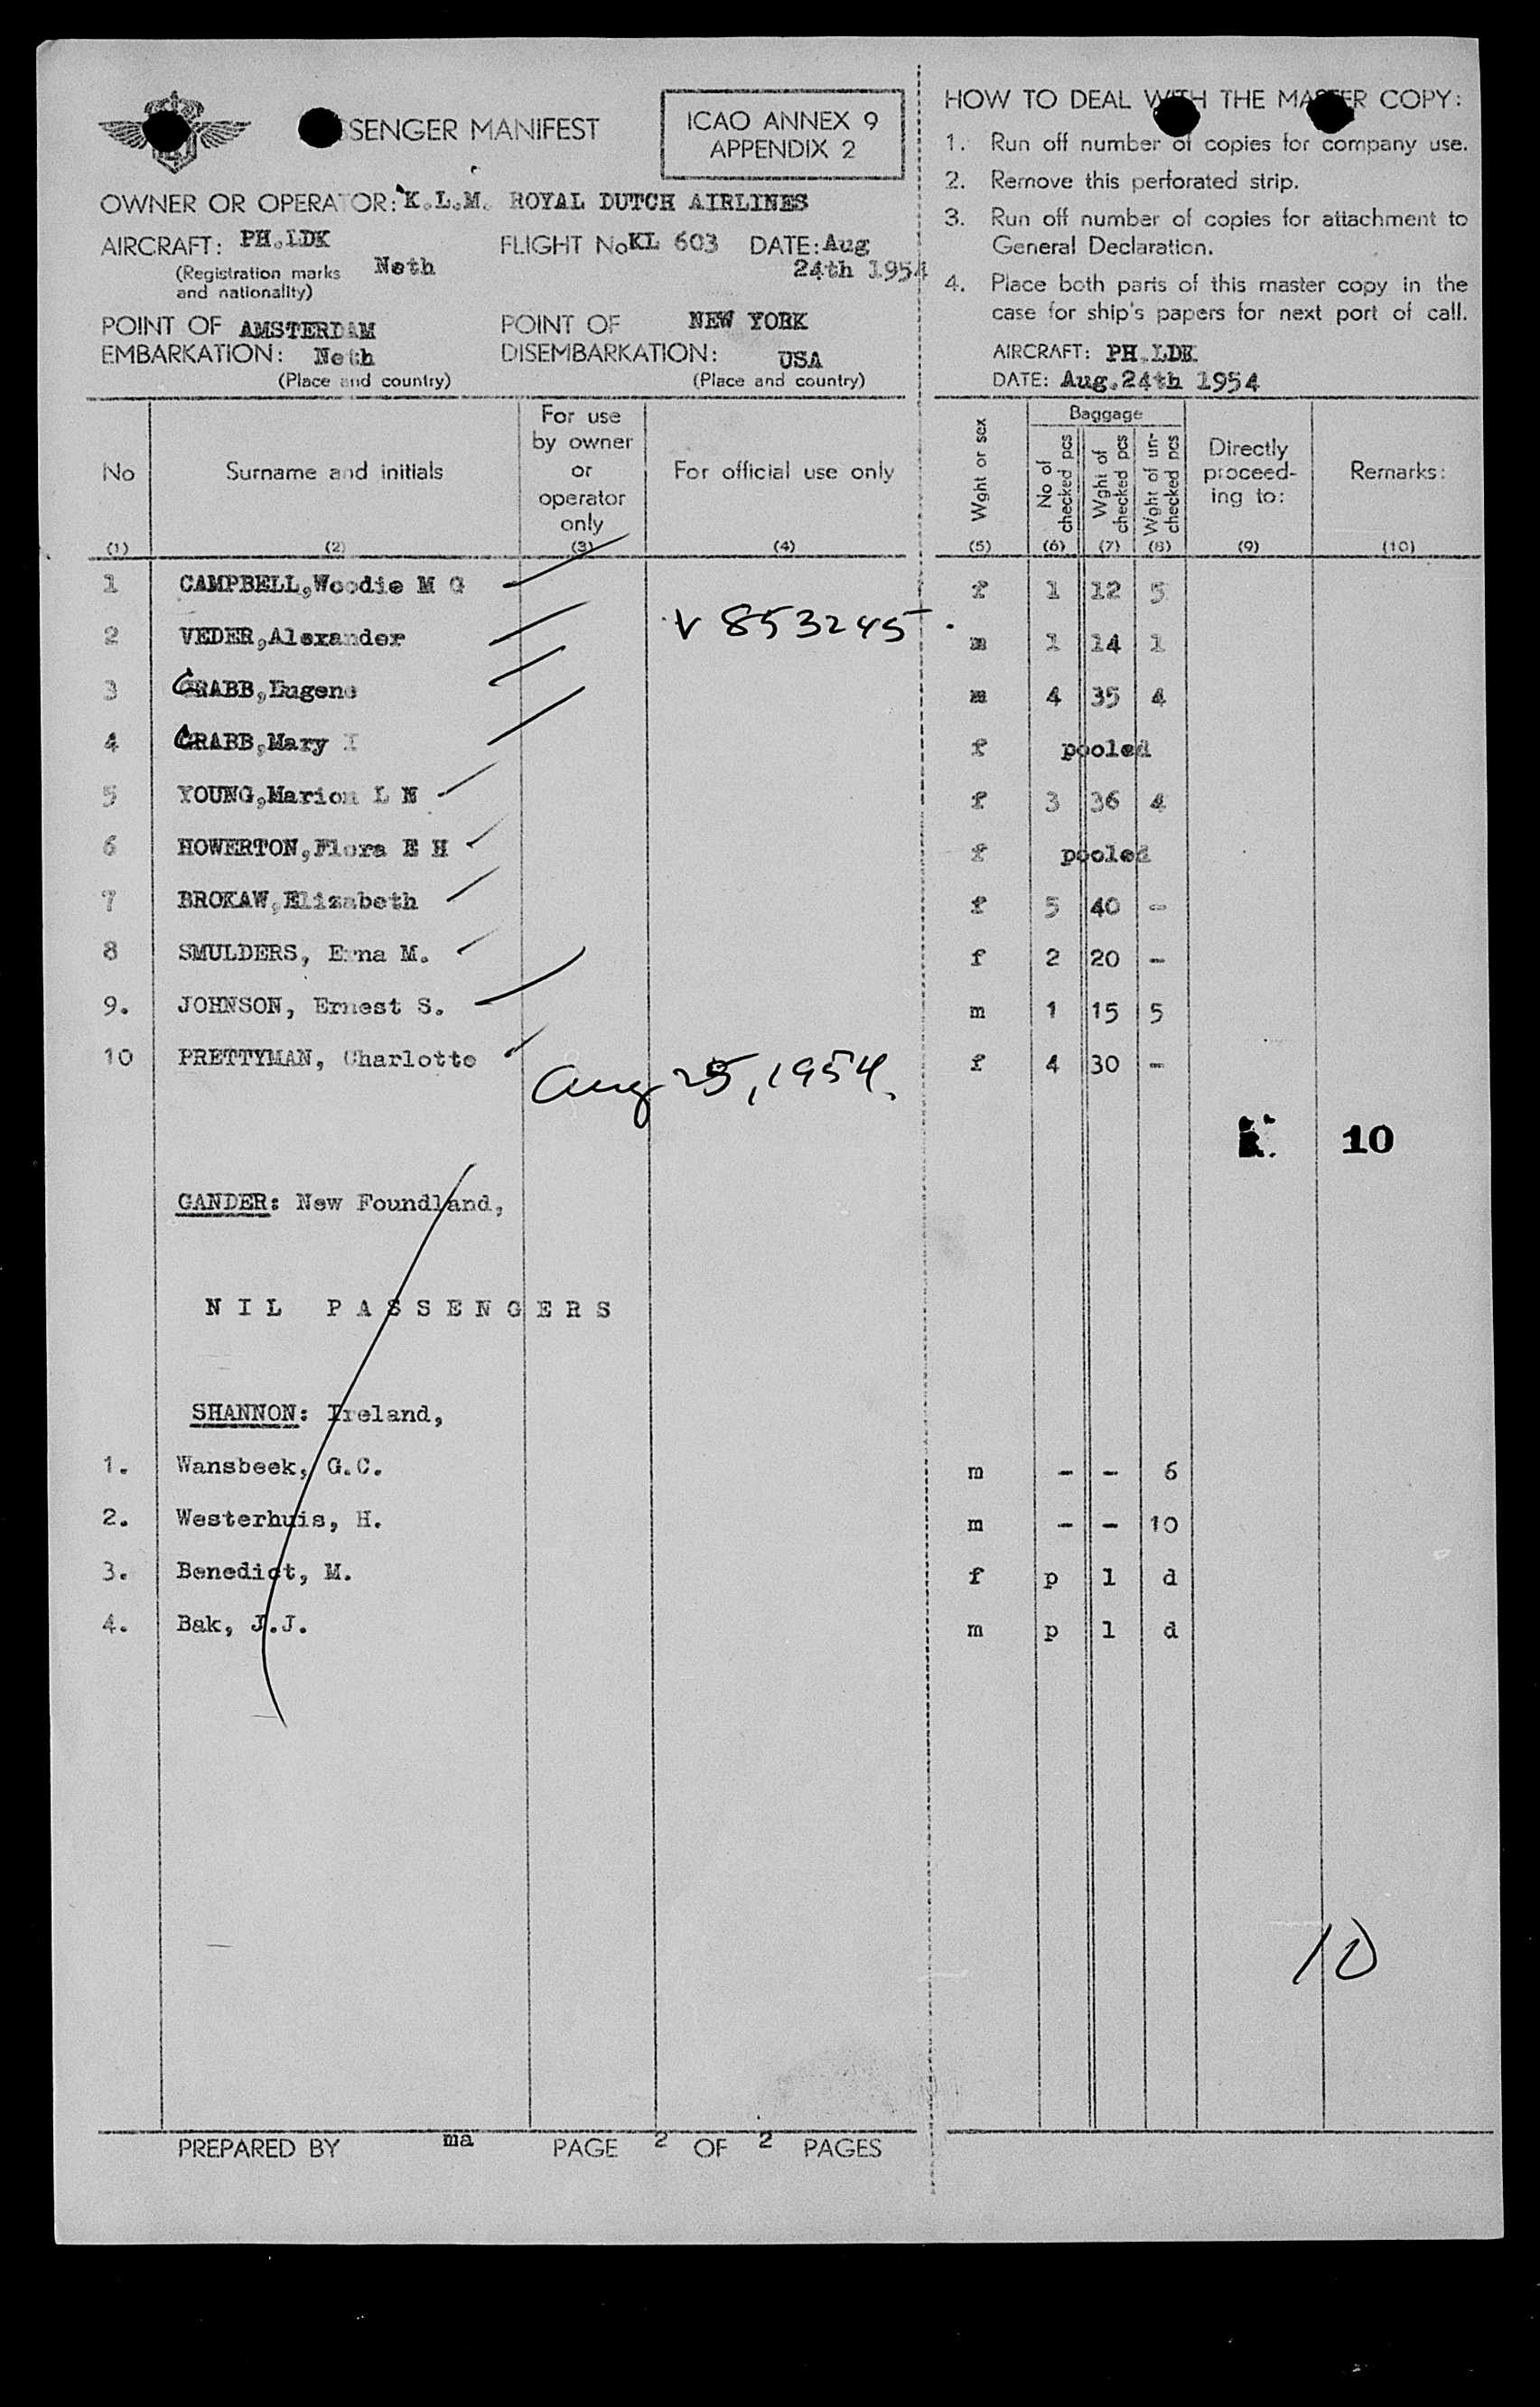 SENGER MANIFEST
ICAO ANNEX 9
APPENDIX 2
OWNER OR OPERATOR: K.L.M. ROYAL DUTCH AIRLINES
AIRCRAFT: PH.LDK FLIGHT No KL 603 DATE: Aug
(Registration marks Neth 24th 1954
and nationality)
POINT OF AMSTERDAM POINT OF NEW YORK
EMBARKATION: Neth DISEMBARKATION: USA
(Place and country) (Place and country)
HOW TO DEAL WITH THE MASTER COPY:
1. Run off number of copies for company use.
2. Remove this perforated strip.
3. Run off number of copies for attachment to
General Declaration.
4. Place both parts of this master copy in the
case for ship's papers for next port of call.
AIRCRAFT: PH.LDK
DATE: Aug.24th 1954
No
Surname and initials
For use
by owner
or
operator
only
For official use only
Wght or sex
Baggage
No of
checked pcs
Wght of
checked pcs
Wght of un-
checked pcs
Directly
proceed-
ing to:
Remarks:
(1) (2) (3) (4) (5) (6) (7) (8) (9) (10)
1 CAMPBELL,Woodie M G f 1 12 5
V 853245
2 VEDER,Alexander m 1 14 1
3 CRABB,Eugene m 4 35 4
4 CRABB,Mary I f pooled
5 YOUNG,Marion L N f 3 36 4
6 HOWERTON,Flora E H f pooled
7 BROKAW,Elizabeth f 5 40 -
8 SMULDERS, Erna M. f 2 20 -
9. JOHNSON, Ernest S. m 1 15 5
10 PRETTYMAN, Charlotte f 4 30 -
Aug 25, 1954.
10
GANDER: New Foundland,
NIL PASSENGERS
SHANNON: Ireland,
1. Wansbeek, G.C. m - - 6
2. Westerhuis, H. m - - 10
3. Benedict, M. f p l d
4. Bak, J.J. m p l d
10
PREPARED BY ma PAGE 2 OF 2 PAGES